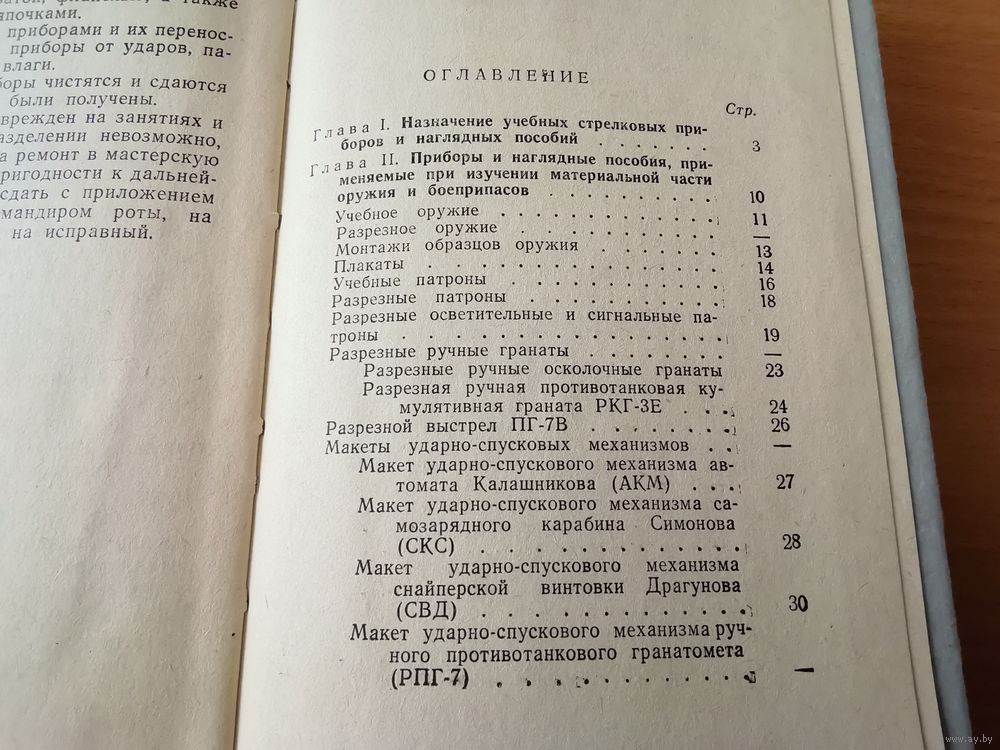 япочками.
приборами и их перенос-
приборы от ударов, па-
влаги.
боры чистятся и сдаются
были получены.
врежден на занятиях и
азделении невозможно,
а ремонт в мастерскую
ригодности к дальней-
сдать с приложением
мандиром роты, на
на исправный.
ОГЛАВЛЕНИЕ
Стр.
Глава I. Назначение учебных стрелковых при-
боров и наглядных пособий . . . . . . . 3
Глава II. Приборы и наглядные пособия, при-
меняемые при изучении материальной части
оружия и боеприпасов . . . . . . . . . 10
Учебное оружие . . . . . . . . . . . . 11
Разрезное оружие . . . . . . . . . . . —
Монтажи образцов оружия . . . . . . . 13
Плакаты . . . . . . . . . . . . . . . 14
Учебные патроны . . . . . . . . . . . 16
Разрезные патроны . . . . . . . . . . 18
Разрезные осветительные и сигнальные па-
троны . . . . . . . . . . . . . . . . 19
Разрезные ручные гранаты . . . . . . . . —
Разрезные ручные осколочные гранаты 23
Разрезная ручная противотанковая ку-
мулятивная граната РКГ-3Е . . . 24
Разрезной выстрел ПГ-7В . . . . . . . 26
Макеты ударно-спусковых механизмов . . —
Макет ударно-спускового механизма ав-
томата Калашникова (АКМ) . . . 27
Макет ударно-спускового механизма са-
мозарядного карабина Симонова
(СКС) . . . . . . . . . . . . . 28
Макет ударно-спускового механизма
снайперской винтовки Драгунова
(СВД) . . . . . . . . . . . . . 30
Макет ударно-спускового механизма руч-
ного противотанкового гранатомета
(РПГ-7) . . . . . . . . . . . . —
www.ay.by